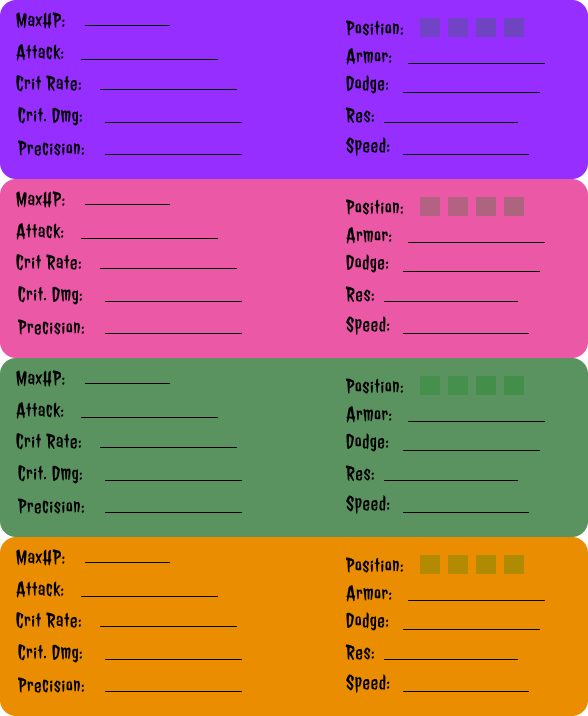 MaxHP:
Position:
Attack:
Armor:
Crit Rate:
Dodge:
Crit. Dmg:
Res:
Precision:
Speed:
MaxHP:
Position:
Attack:
Armor:
Crit Rate:
Dodge:
Crit. Dmg:
Res:
Precision:
Speed:
MaxHP:
Position:
Attack:
Armor:
Crit Rate:
Dodge:
Crit. Dmg:
Res:
Precision:
Speed:
MaxHP:
Position:
Attack:
Armor:
Crit Rate:
Dodge:
Crit. Dmg:
Res:
Precision:
Speed: